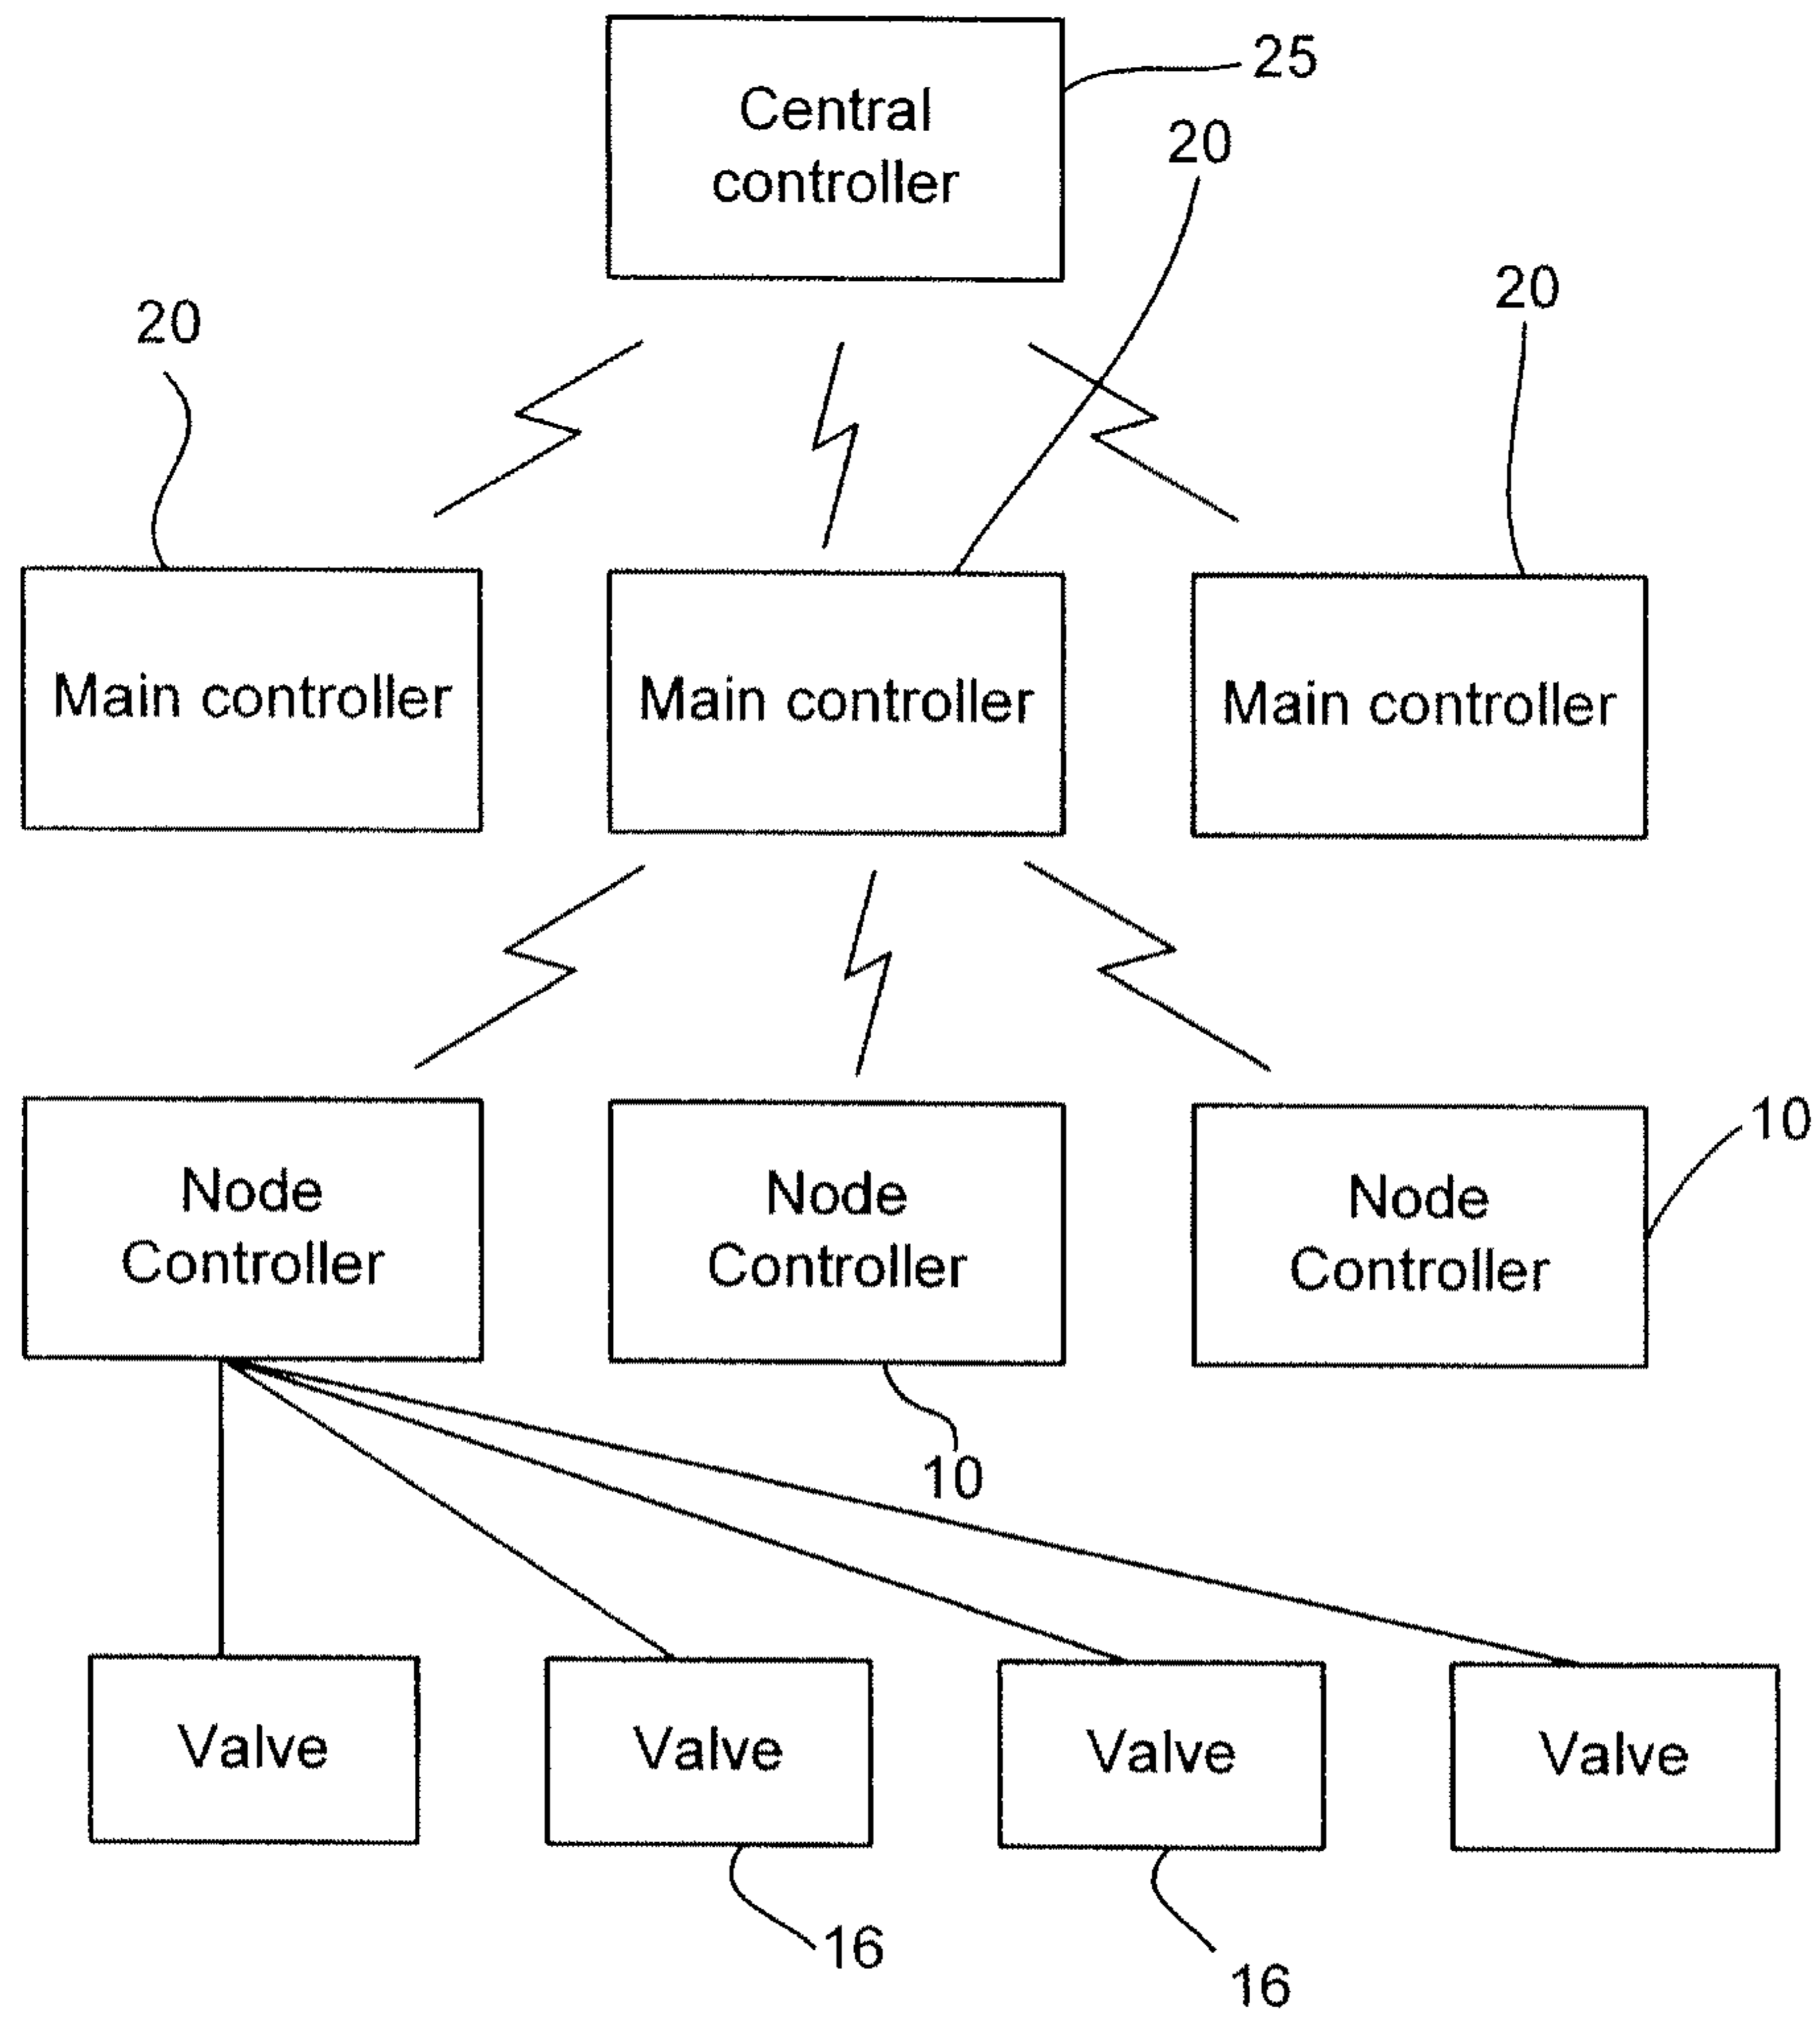 25
Central
controller
20
20
20
Main controller
Main controller
Main controller
10
Node
Controller
Node
Controller
Node
Controller
10
Valve
Valve
Valve
Valve
16
16